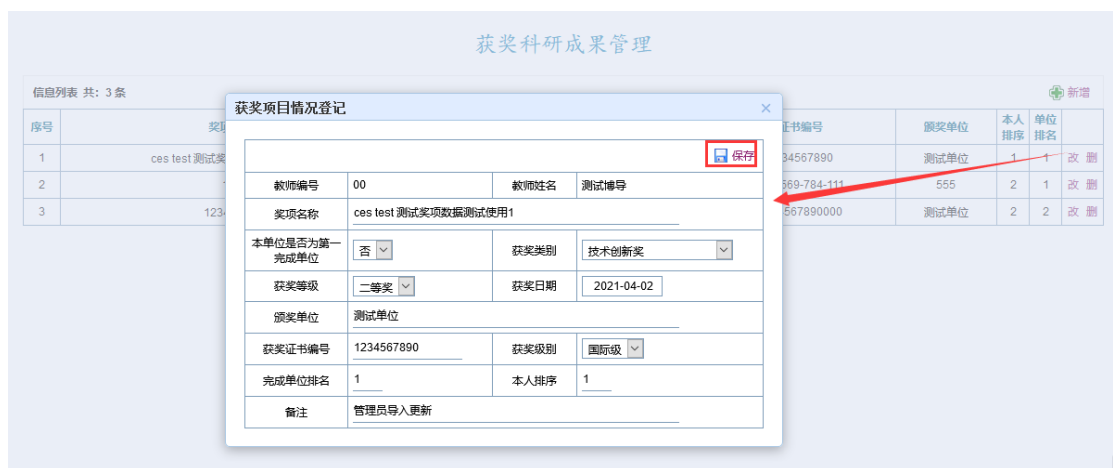 获奖科研成果管理
信息列表 共：3 条
新增
序号
奖
证书编号
颁奖单位
本人
排序
单位
排名
1
ces test 测试奖
34567890
测试单位
1
1
改 删
2
569-784-111
555
2
1
改 删
3
123
567890000
测试单位
2
2
改 删
获奖项目情况登记
×
保存
教师编号 00 教师姓名 测试博导
奖项名称 ces test 测试奖项数据测试使用1
本单位是否为第一
完成单位
否 获奖类别 技术创新奖
获奖等级 二等奖 获奖日期 2021-04-02
颁奖单位 测试单位
获奖证书编号 1234567890 获奖级别 国际级
完成单位排名 1 本人排序 1
备注 管理员导入更新